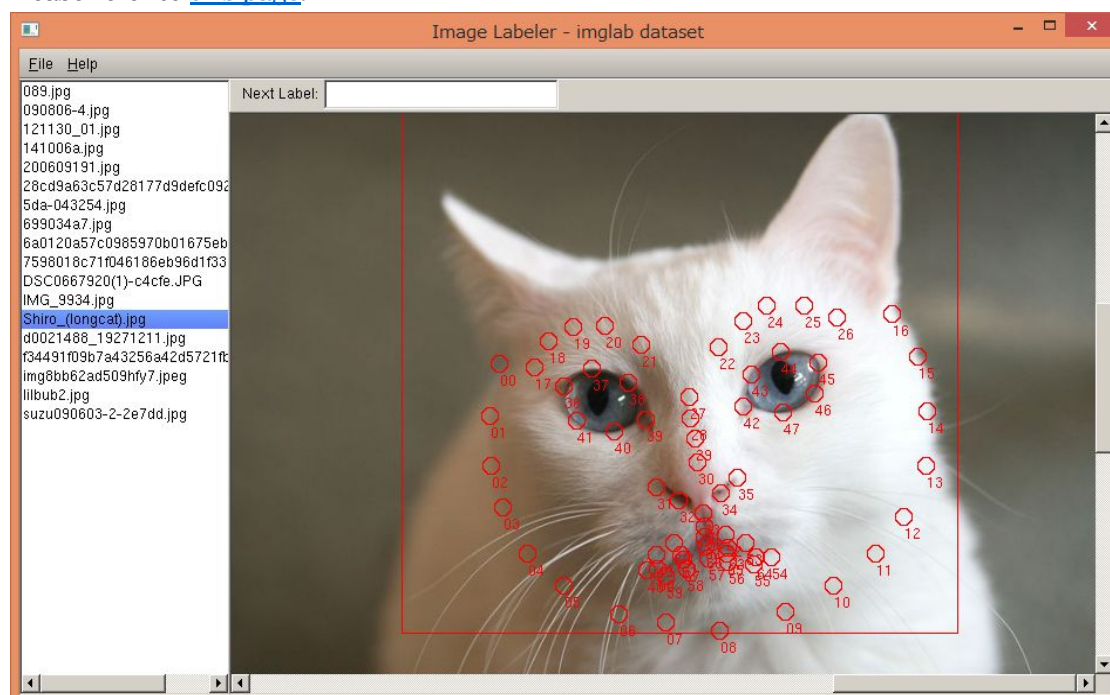 Image Labeler - imglab dataset
File Help
089.jpg
090806-4.jpg
121130_01.jpg
141006a.jpg
200609191.jpg
28cd9a63c57d28177d9defc092
5da-043254.jpg
699034a7.jpg
6a0120a57c0985970b01675eb
7598018c71f046186eb96d1f33
DSC0667920(1)-c4cfe.JPG
IMG_9934.jpg
Shiro_(longcat).jpg
d0021488_19271211.jpg
f34491f09b7a43256a42d5721fb
img8bb62ad509hfy7.jpeg
lilbub2.jpg
suzu090603-2-2e7dd.jpg
Next Label:
24 25 26 16
23
18 19 20 21 22
00 17 37 44 15
36 38 43 45
01 41 40 39 27 42 47 46 14
28
29
02 30 13
31 32 34 35
03 12
04 11
58 57 56 55 54
05 59 10
06 07 08 09